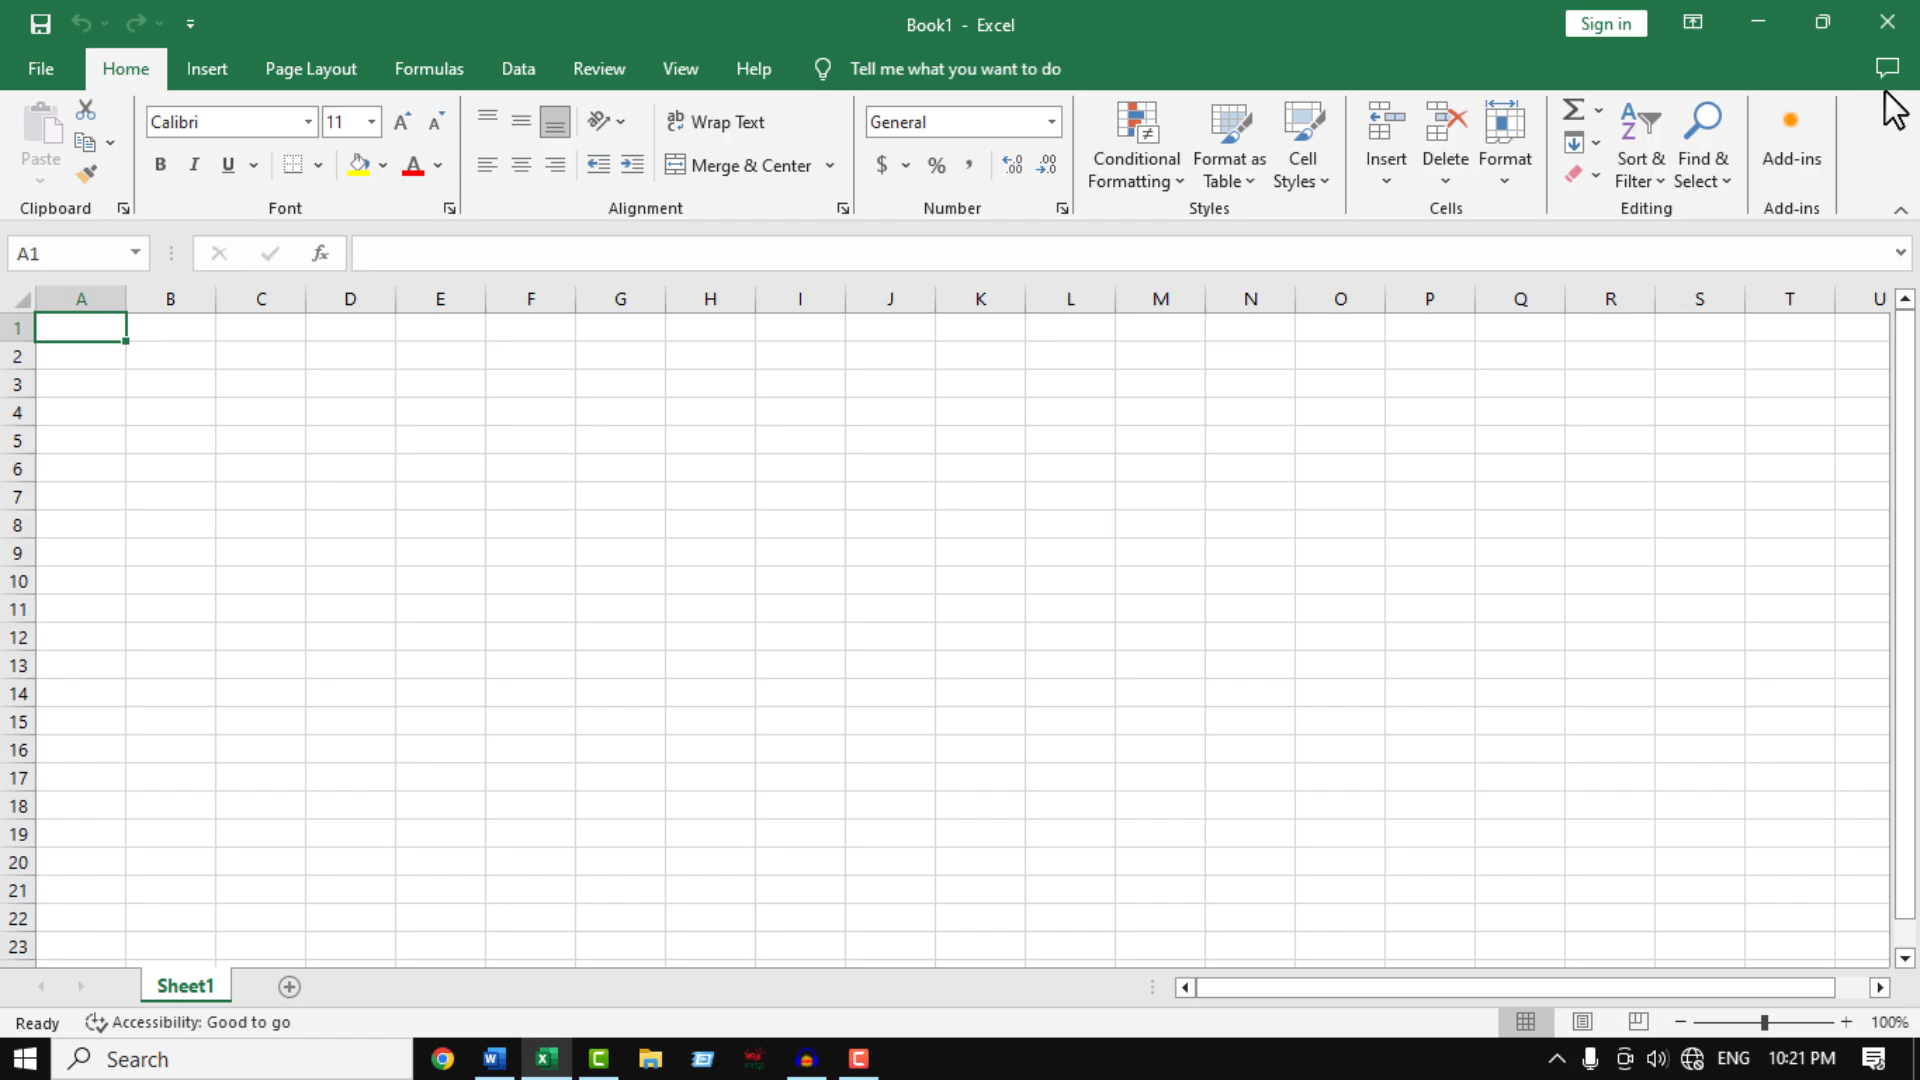 Book1 - Excel
Sign in
File Home Insert Page Layout Formulas Data Review View Help Tell me what you want to do
Paste
Clipboard
Calibri 11
B I U A
Font
ab Wrap Text
Merge & Center
Alignment
General
$ % ,
Number
Conditional Formatting
Format as Table
Cell Styles
Styles
Insert Delete Format
Cells
Sort & Filter
Find & Select
Editing
Add-ins
Add-ins
A1 fx
A B C D E F G H I J K L M N O P Q R S T U
1
2
3
4
5
6
7
8
9
10
11
12
13
14
15
16
17
18
19
20
21
22
23
Sheet1
Ready Accessibility: Good to go 100%
Search ENG 10:21 PM